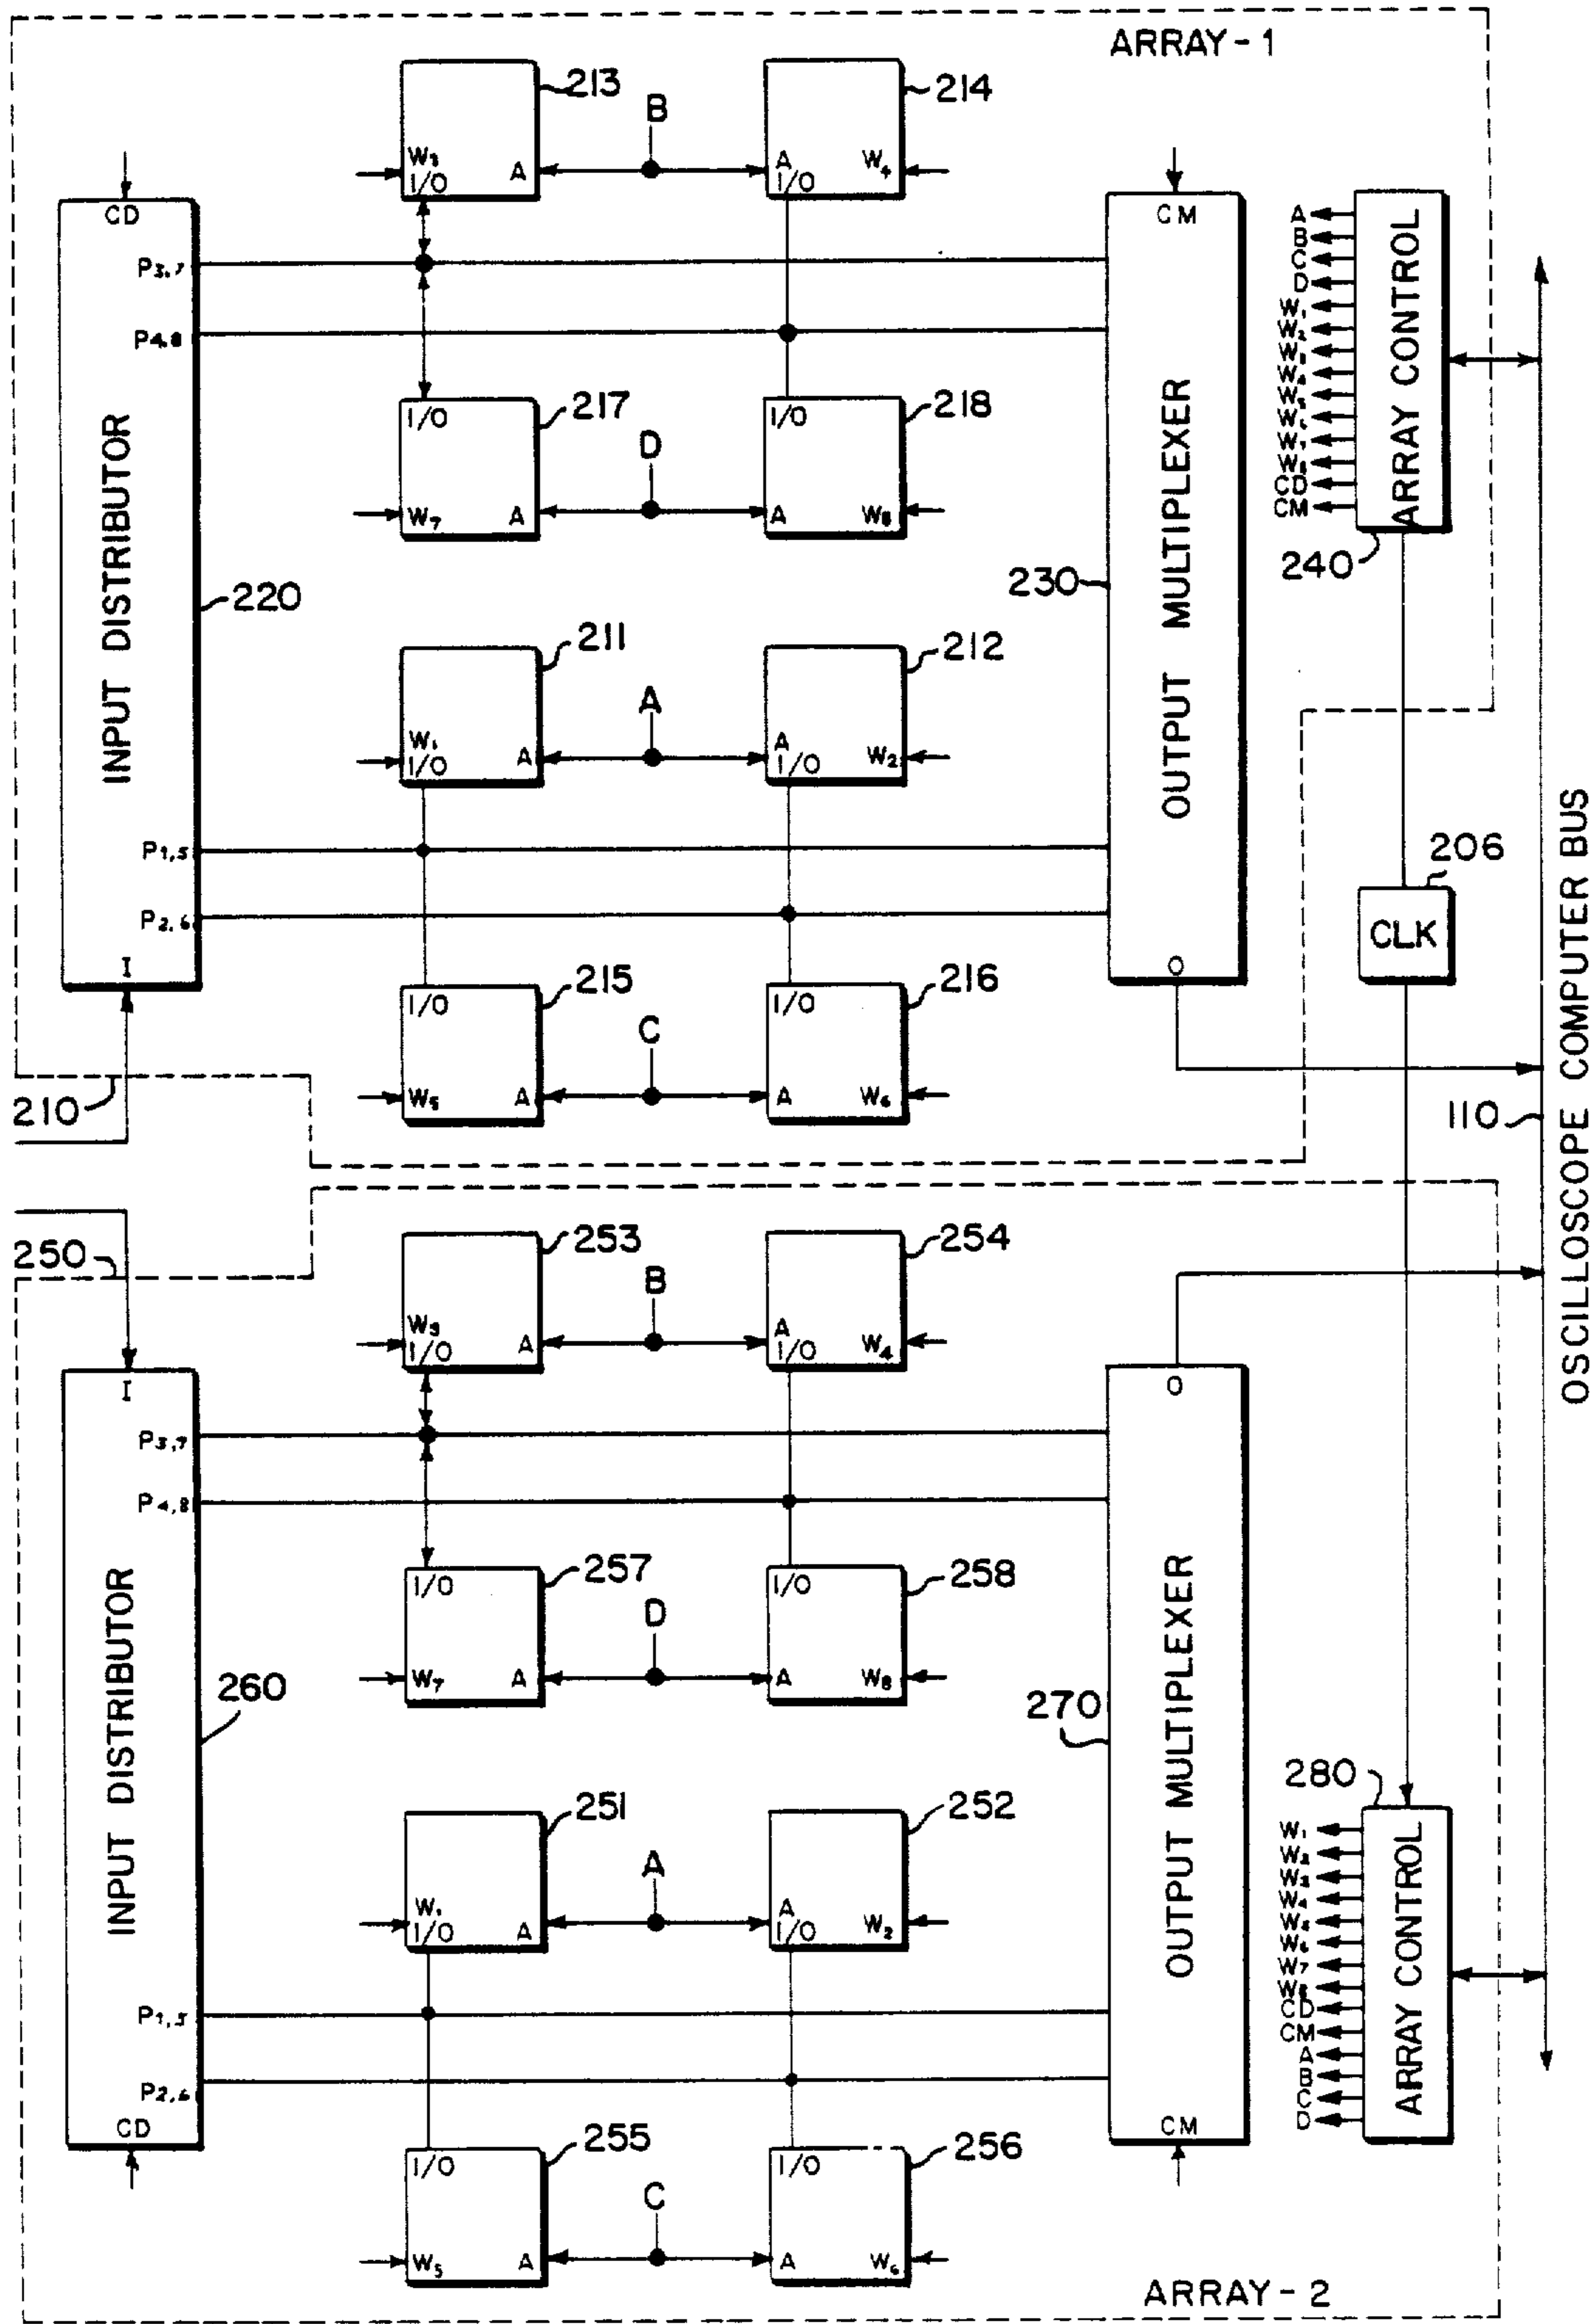 ARRAY - 1
213
B
214
W3
I/O
A
A
I/O
W4
CD
CM
P3,7
P4,8
A
B
C
D
W1
W2
W3
W4
W5
W6
W7
W8
CD
CM
ARRAY CONTROL
240
I/O
217
D
I/O
218
W7
A
A
W8
INPUT DISTRIBUTOR
220
230
OUTPUT MULTIPLEXER
211
A
212
W1
I/O
A
A
I/O
W2
P1,5
P2,6
I
O
206
CLK
I/O
215
C
I/O
216
W5
A
A
W6
210
110
OSCILLOSCOPE COMPUTER BUS
250
253
B
254
W3
I/O
A
A
I/O
W4
I
O
P3,7
P4,8
I/O
257
D
I/O
258
W7
A
A
W8
INPUT DISTRIBUTOR
260
270
OUTPUT MULTIPLEXER
280
251
A
252
W1
I/O
A
A
I/O
W2
W1
W2
W3
W4
W5
W6
W7
W8
CD
CM
A
B
C
D
ARRAY CONTROL
P1,5
P2,6
CD
CM
I/O
255
C
I/O
256
W5
A
A
W6
ARRAY - 2